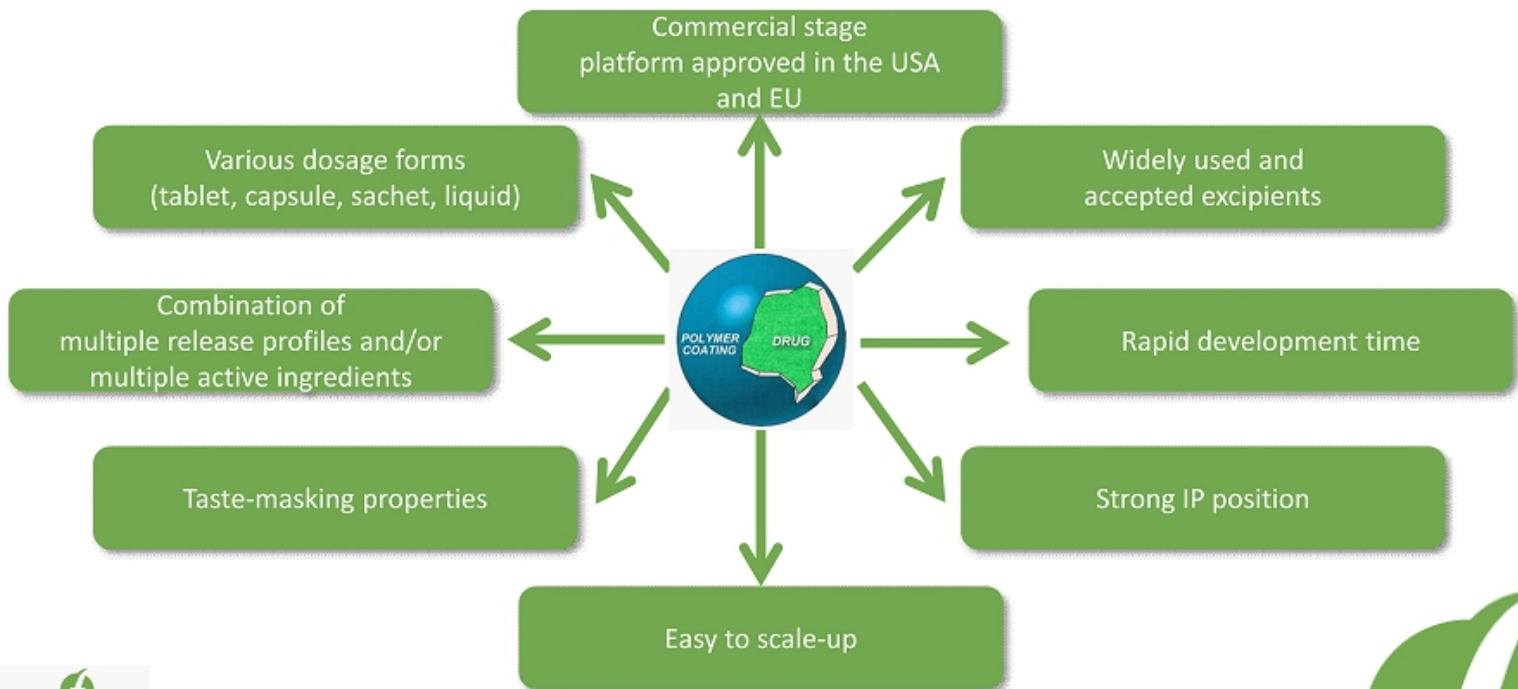 Commercial stage
platform approved in the USA
and EU
Various dosage forms
(tablet, capsule, sachet, liquid)
Widely used and
accepted excipients
Combination of
multiple release profiles and/or
multiple active ingredients
POLYMER
COATING
DRUG
Rapid development time
Taste-masking properties
Strong IP position
Easy to scale-up